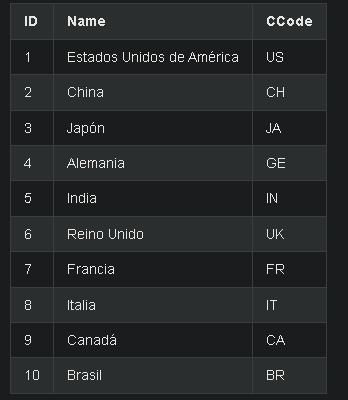 ID Name CCode
1 Estados Unidos de América US
2 China CH
3 Japón JA
4 Alemania GE
5 India IN
6 Reino Unido UK
7 Francia FR
8 Italia IT
9 Canadá CA
10 Brasil BR